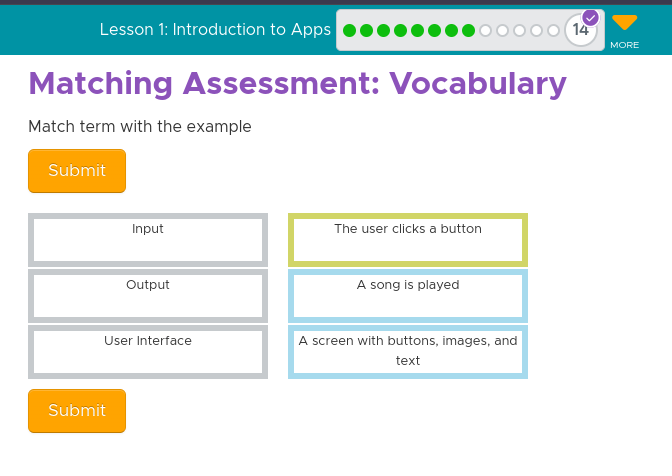 Lesson 1: Introduction to Apps
14
MORE
Matching Assessment: Vocabulary
Match term with the example
Submit
Input
The user clicks a button
Output
A song is played
User Interface
A screen with buttons, images, and
text
Submit